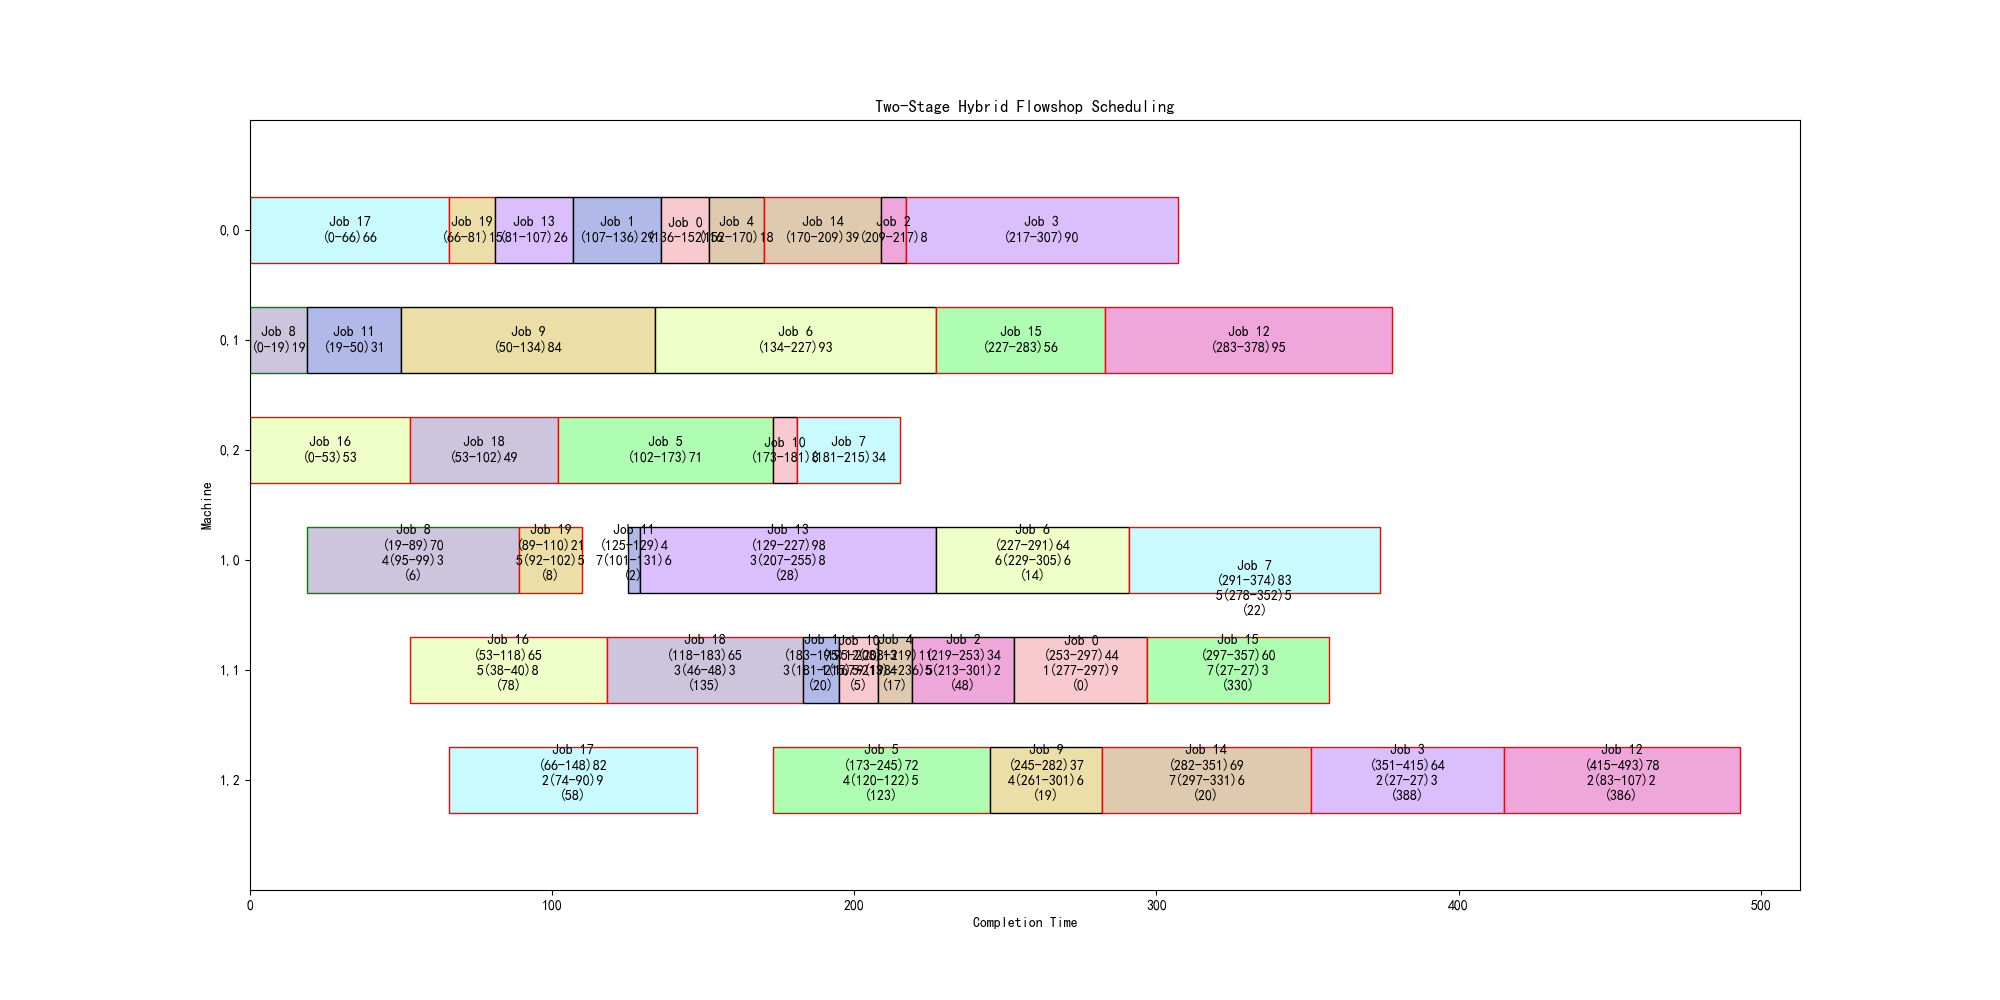 Two-Stage Hybrid Flowshop Scheduling
0,0
Job 17
(0-66)66
Job 19
(66-81)15
Job 13
(81-107)26
Job 1
(107-136)29
Job 0
(136-152)16
Job 4
(152-170)18
Job 14
(170-209)39
Job 2
(209-217)8
Job 3
(217-307)90
0,1
Job 8
(0-19)19
Job 11
(19-50)31
Job 9
(50-134)84
Job 6
(134-227)93
Job 15
(227-283)56
Job 12
(283-378)95
0,2
Job 16
(0-53)53
Job 18
(53-102)49
Job 5
(102-173)71
Job 10
(173-181)8
Job 7
(181-215)34
Machine
1,0
Job 8
(19-89)70
4(95-99)3
(6)
Job 19
(89-110)21
5(92-102)5
(8)
Job 11
(125-129)4
7(101-131)6
(2)
Job 13
(129-227)98
3(207-255)8
(28)
Job 6
(227-291)64
6(229-305)6
(14)
Job 7
(291-374)83
5(278-352)5
(22)
1,1
Job 16
(53-118)65
5(38-40)8
(78)
Job 18
(118-183)65
3(46-48)3
(135)
Job 1
(183-195)12
(20)
Job 10
(195-208)13
(5)
Job 4
(208-219)11
(17)
Job 2
(219-253)34
5(213-301)2
(48)
Job 0
(253-297)44
1(277-297)9
(0)
Job 15
(297-357)60
7(27-27)3
(330)
1,2
Job 17
(66-148)82
2(74-90)9
(58)
Job 5
(173-245)72
4(120-122)5
(123)
Job 9
(245-282)37
4(261-301)6
(19)
Job 14
(282-351)69
7(297-331)6
(20)
Job 3
(351-415)64
2(27-27)3
(388)
Job 12
(415-493)78
2(83-107)2
(386)
0
100
200
300
400
500
Completion Time